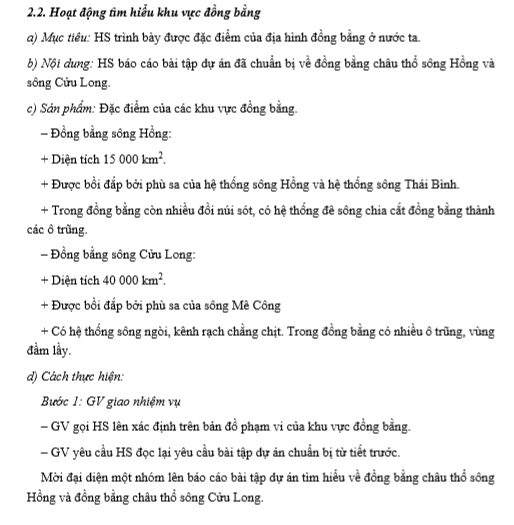 2.2. Hoạt động tìm hiểu khu vực đồng bằng
a) Mục tiêu: HS trình bày được đặc điểm của địa hình đồng bằng ở nước ta.
b) Nội dung: HS báo cáo bài tập dự án đã chuẩn bị về đồng bằng châu thổ sông Hồng và
sông Cửu Long.
c) Sản phẩm: Đặc điểm của các khu vực đồng bằng.
– Đồng bằng sông Hồng:
+ Diện tích 15 000 km².
+ Được bồi đắp bởi phù sa của hệ thống sông Hồng và hệ thống sông Thái Bình.
+ Trong đồng bằng còn nhiều đồi núi sót, có hệ thống đê sông chia cắt đồng bằng thành
các ô trũng.
– Đồng bằng sông Cửu Long:
+ Diện tích 40 000 km².
+ Được bồi đắp bởi phù sa của sông Mê Công
+ Có hệ thống sông ngòi, kênh rạch chằng chịt. Trong đồng bằng có nhiều ô trũng, vùng
đầm lầy.
d) Cách thực hiện:
Bước 1: GV giao nhiệm vụ
– GV gọi HS lên xác định trên bản đồ phạm vi của khu vực đồng bằng.
– GV yêu cầu HS đọc lại yêu cầu bài tập dự án chuẩn bị từ tiết trước.
Mời đại diện một nhóm lên báo cáo bài tập dự án tìm hiểu về đồng bằng châu thổ sông
Hồng và đồng bằng châu thổ sông Cửu Long.